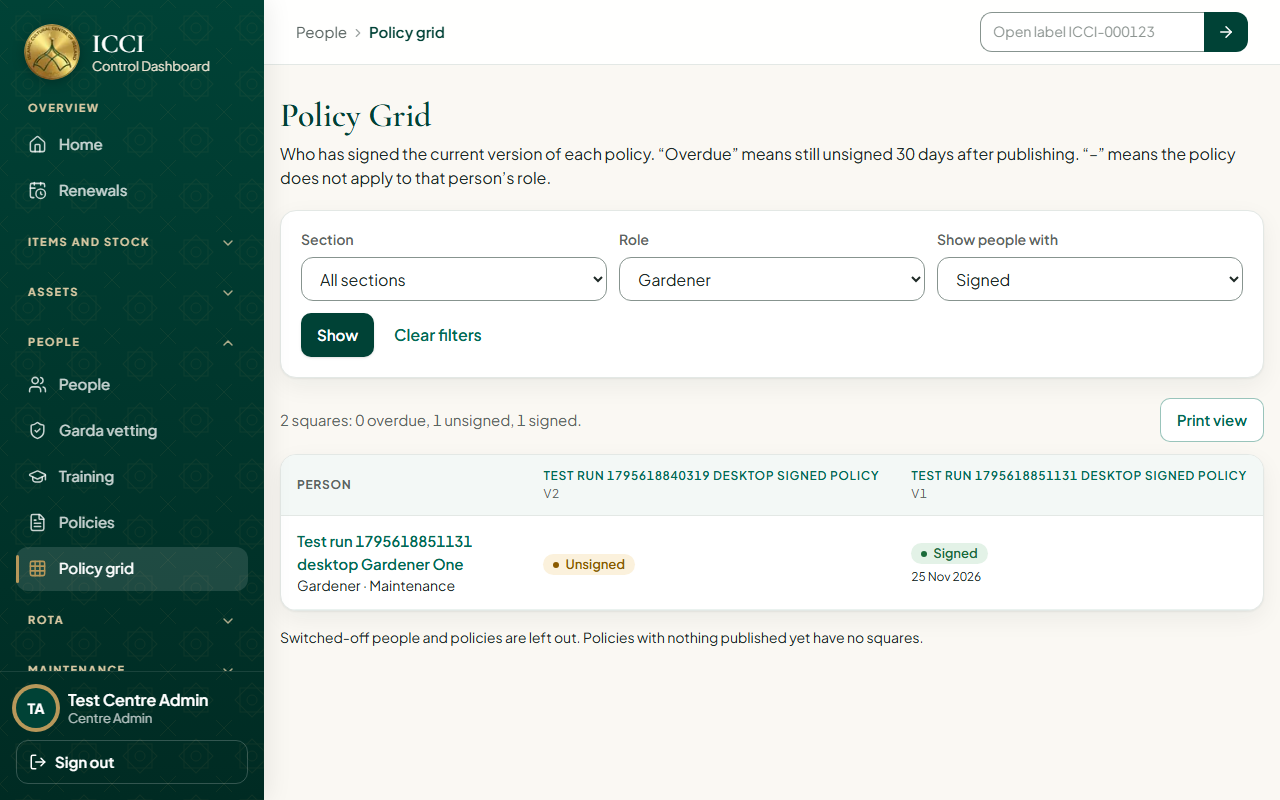 ICCI
Control Dashboard
OVERVIEW
Home
Renewals
ITEMS AND STOCK
ASSETS
PEOPLE
People
Garda vetting
Training
Policies
Policy grid
ROTA
MAINTENANCE
TA
Test Centre Admin
Centre Admin
Sign out
People › Policy grid
Open label ICCI-000123
Policy Grid
Who has signed the current version of each policy. “Overdue” means still unsigned 30 days after publishing. “–” means the policy
does not apply to that person’s role.
Section
Role
Show people with
All sections
Gardener
Signed
Show
Clear filters
2 squares: 0 overdue, 1 unsigned, 1 signed.
Print view
PERSON
TEST RUN 1795618840319 DESKTOP SIGNED POLICY
V2
TEST RUN 1795618851131 DESKTOP SIGNED POLICY
V1
Test run 1795618851131
desktop Gardener One
Gardener · Maintenance
Unsigned
Signed
25 Nov 2026
Switched-off people and policies are left out. Policies with nothing published yet have no squares.